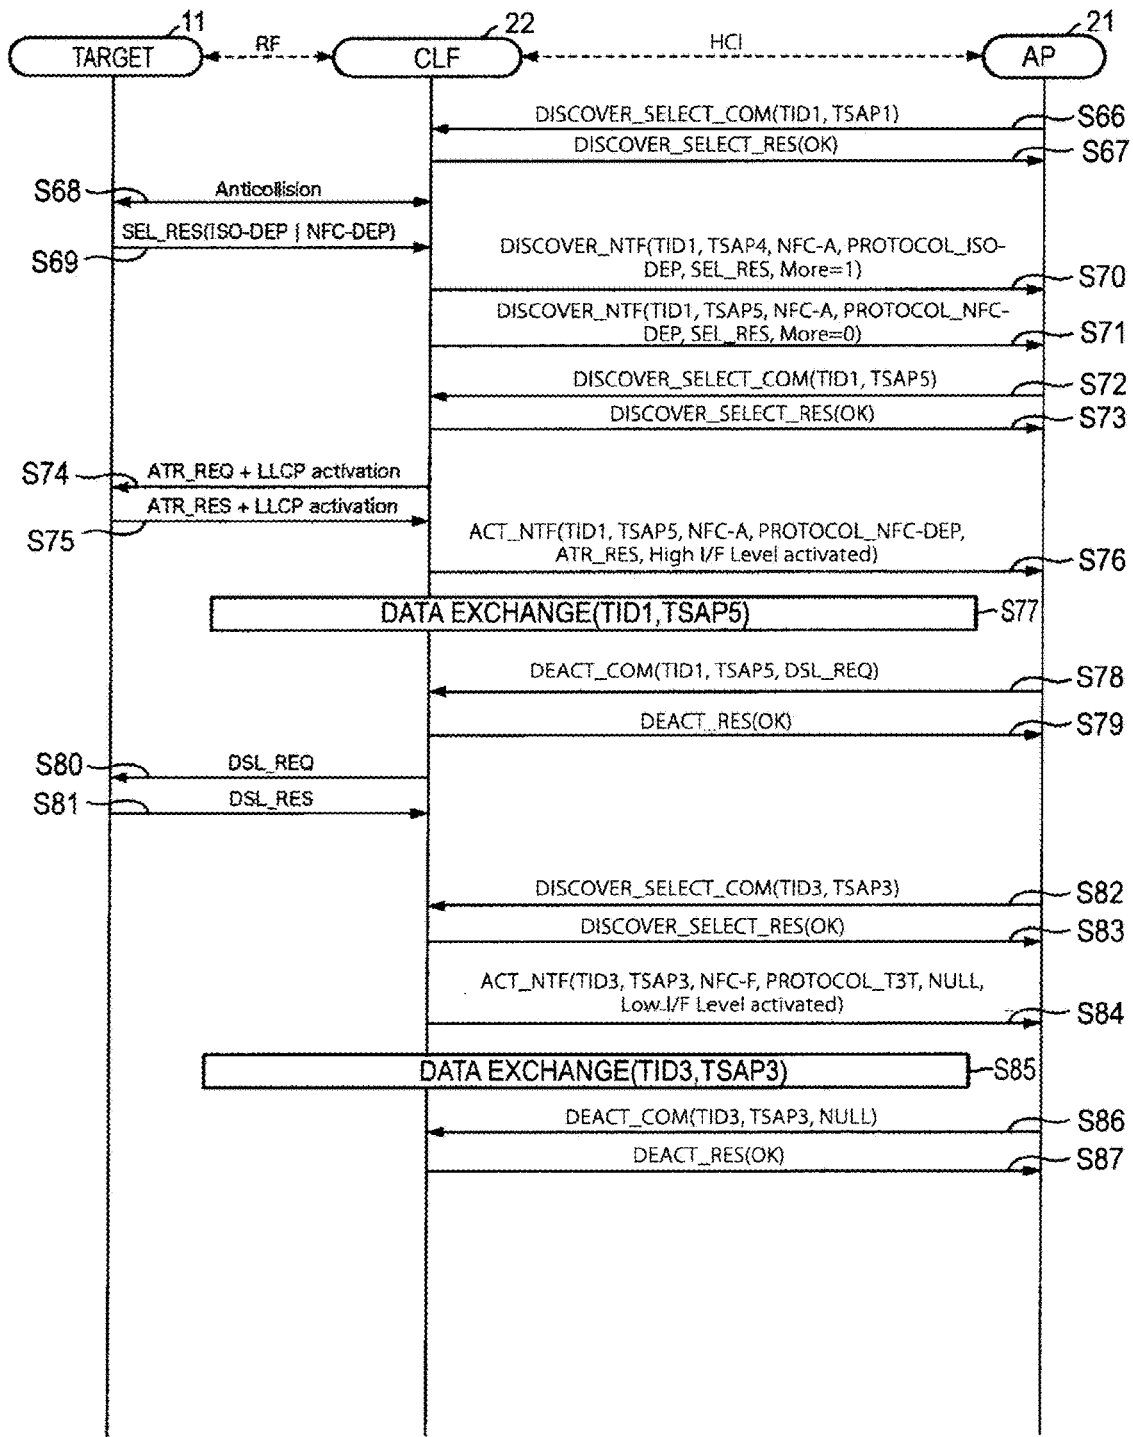 11
22
21
TARGET
RF
CLF
HCI
AP
DISCOVER_SELECT_COM(TID1, TSAP1)
S66
DISCOVER_SELECT_RES(OK)
S67
S68
Anticollision
SEL_RES(ISO-DEP | NFC-DEP)
S69
DISCOVER_NTF(TID1, TSAP4, NFC-A, PROTOCOL_ISO-
DEP, SEL_RES, More=1)
S70
DISCOVER_NTF(TID1, TSAP5, NFC-A, PROTOCOL_NFC-
DEP, SEL_RES, More=0)
S71
DISCOVER_SELECT_COM(TID1, TSAP5)
S72
DISCOVER_SELECT_RES(OK)
S73
S74
ATR_REQ + LLCP activation
ATR_RES + LLCP activation
S75
ACT_NTF(TID1, TSAP5, NFC-A, PROTOCOL_NFC-DEP,
ATR_RES, High I/F Level activated)
S76
DATA EXCHANGE(TID1,TSAP5)
S77
DEACT_COM(TID1, TSAP5, DSL_REQ)
S78
DEACT_RES(OK)
S79
S80
DSL_REQ
S81
DSL_RES
DISCOVER_SELECT_COM(TID3, TSAP3)
S82
DISCOVER_SELECT_RES(OK)
S83
ACT_NTF(TID3, TSAP3, NFC-F, PROTOCOL_T3T, NULL,
Low I/F Level activated)
S84
DATA EXCHANGE(TID3,TSAP3)
S85
DEACT_COM(TID3, TSAP3, NULL)
S86
DEACT_RES(OK)
S87